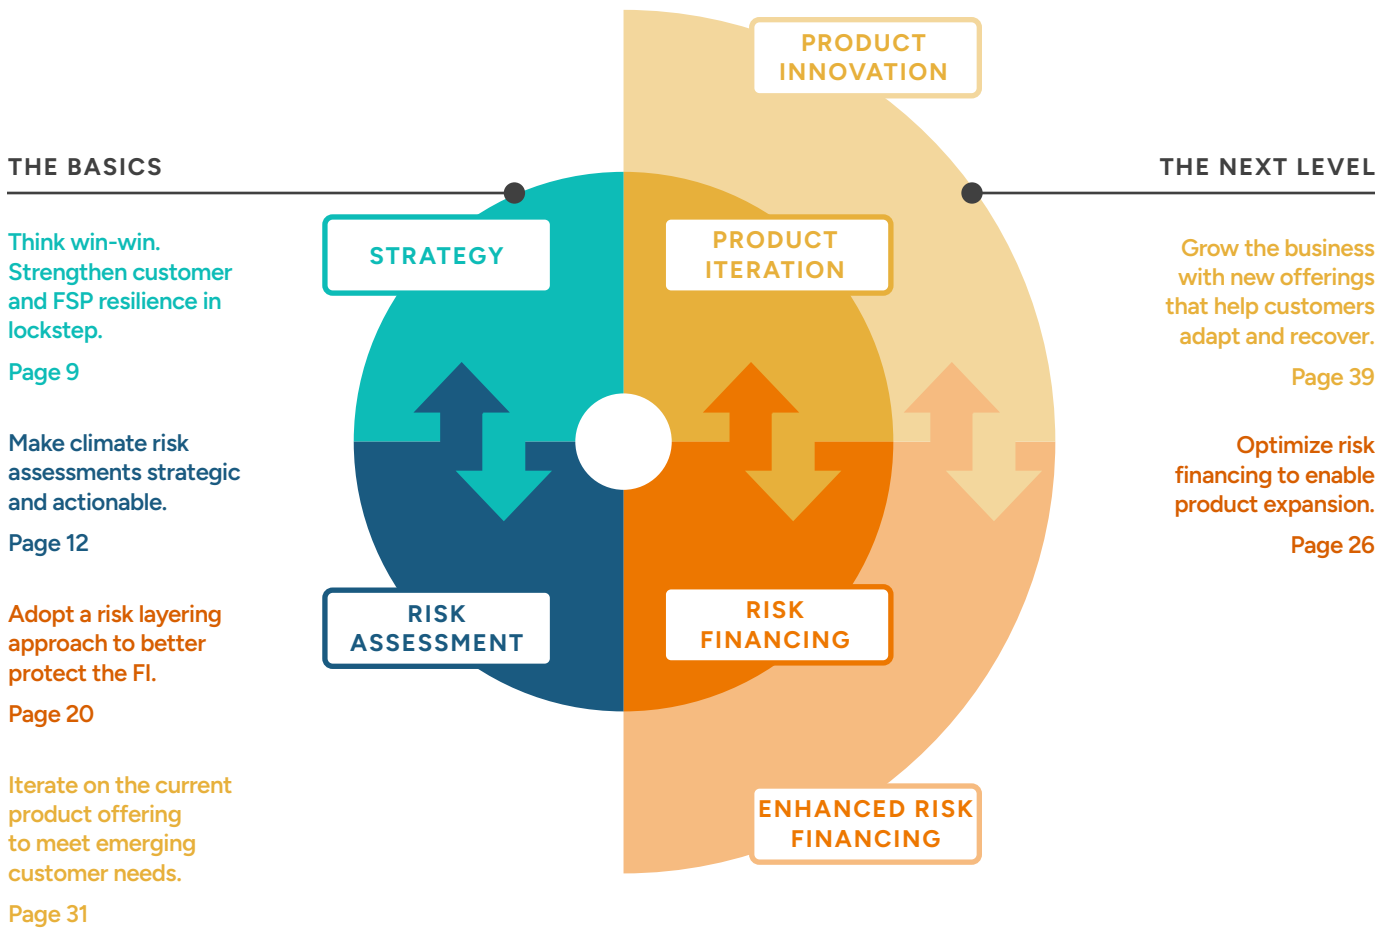 THE BASICS
Think win-win.
Strengthen customer
and FSP resilience in
lockstep.
Page 9
Make climate risk
assessments strategic
and actionable.
Page 12
Adopt a risk layering
approach to better
protect the FI.
Page 20
Iterate on the current
product offering
to meet emerging
customer needs.
Page 31
PRODUCT
INNOVATION
STRATEGY
PRODUCT
ITERATION
RISK
ASSESSMENT
RISK
FINANCING
ENHANCED RISK
FINANCING
THE NEXT LEVEL
Grow the business
with new offerings
that help customers
adapt and recover.
Page 39
Optimize risk
financing to enable
product expansion.
Page 26